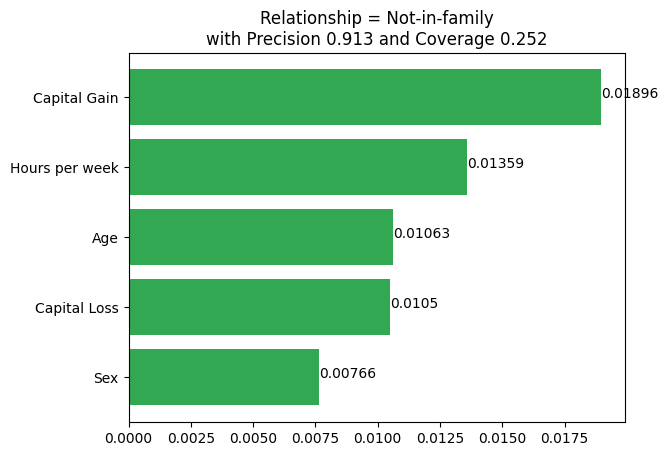 Relationship = Not-in-family
with Precision 0.913 and Coverage 0.252
Capital Gain
0.01896
Hours per week
0.01359
Age
0.01063
Capital Loss
0.0105
Sex
0.00766
0.0000 0.0025 0.0050 0.0075 0.0100 0.0125 0.0150 0.0175